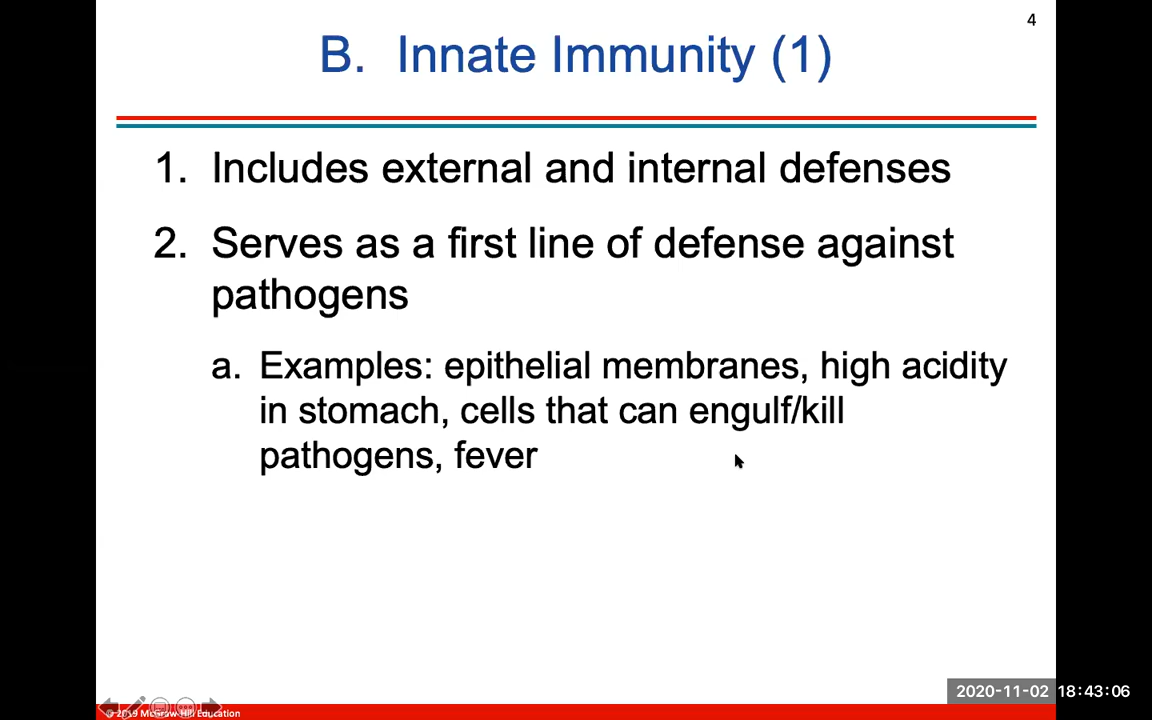 4
B. Innate Immunity (1)
1. Includes external and internal defenses
2. Serves as a first line of defense against
pathogens
a. Examples: epithelial membranes, high acidity
in stomach, cells that can engulf/kill
pathogens, fever
2020-11-02 18:43:06
© 2019 McGraw-Hill Education